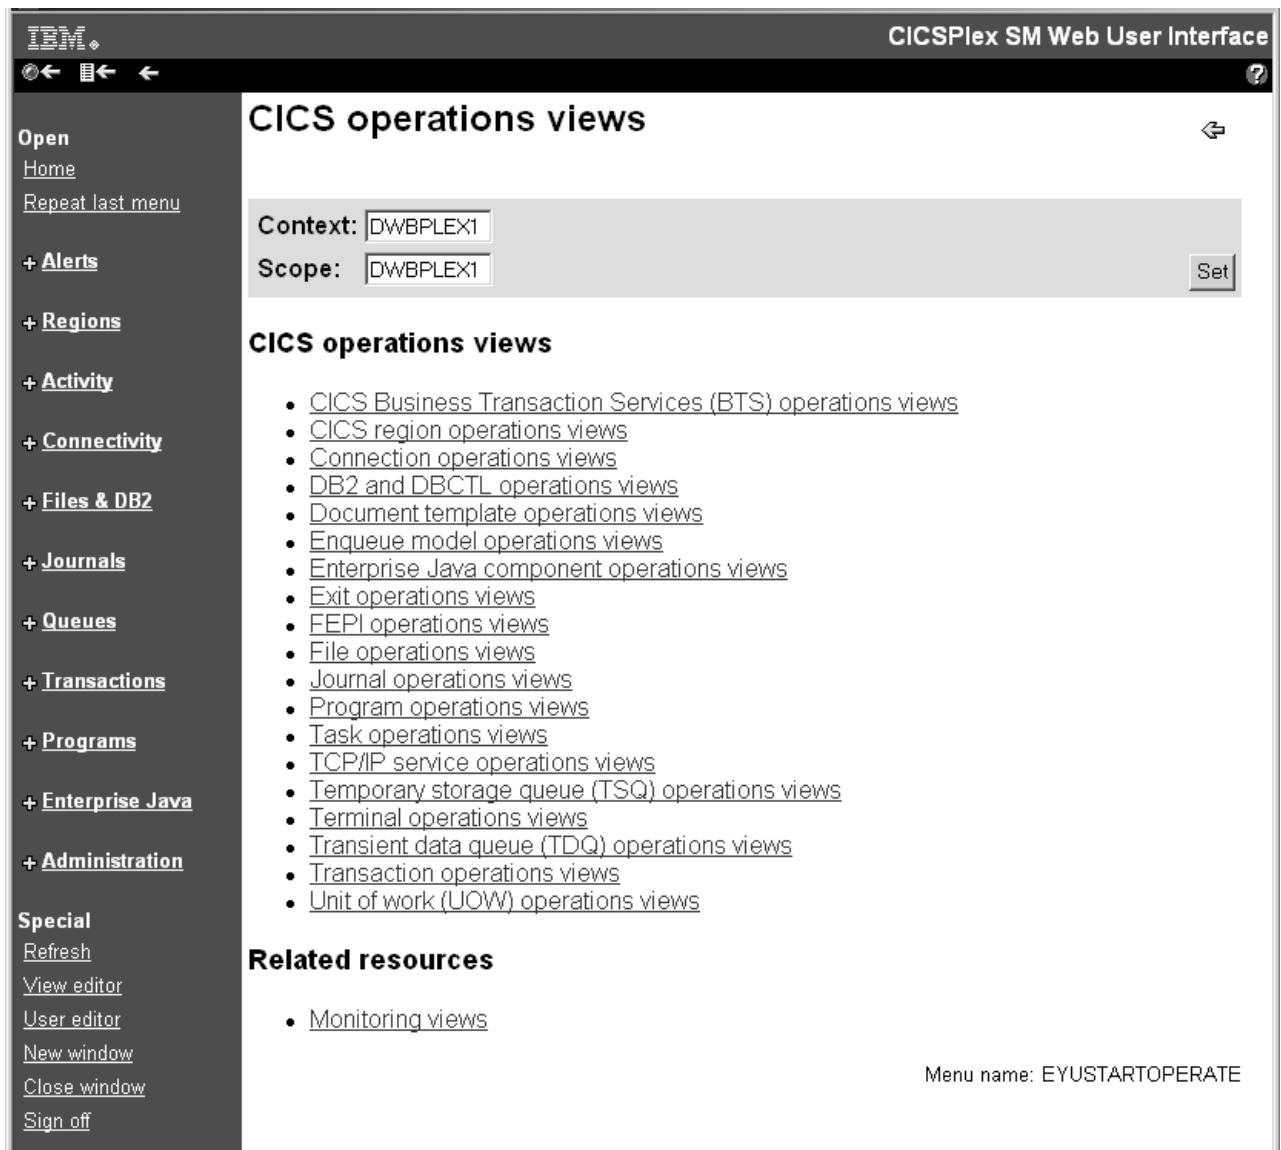 IBM.
CICSPlex SM Web User Interface
CICS operations views
Open
Home
Repeat last menu
+ Alerts
+ Regions
+ Activity
+ Connectivity
+ Files & DB2
+ Journals
+ Queues
+ Transactions
+ Programs
+ Enterprise Java
+ Administration
Special
Refresh
View editor
User editor
New window
Close window
Sign off
Context: DWBPLEX1
Scope: DWBPLEX1
Set
CICS operations views
• CICS Business Transaction Services (BTS) operations views
• CICS region operations views
• Connection operations views
• DB2 and DBCTL operations views
• Document template operations views
• Enqueue model operations views
• Enterprise Java component operations views
• Exit operations views
• FEPI operations views
• File operations views
• Journal operations views
• Program operations views
• Task operations views
• TCP/IP service operations views
• Temporary storage queue (TSQ) operations views
• Terminal operations views
• Transient data queue (TDQ) operations views
• Transaction operations views
• Unit of work (UOW) operations views
Related resources
• Monitoring views
Menu name: EYUSTARTOPERATE